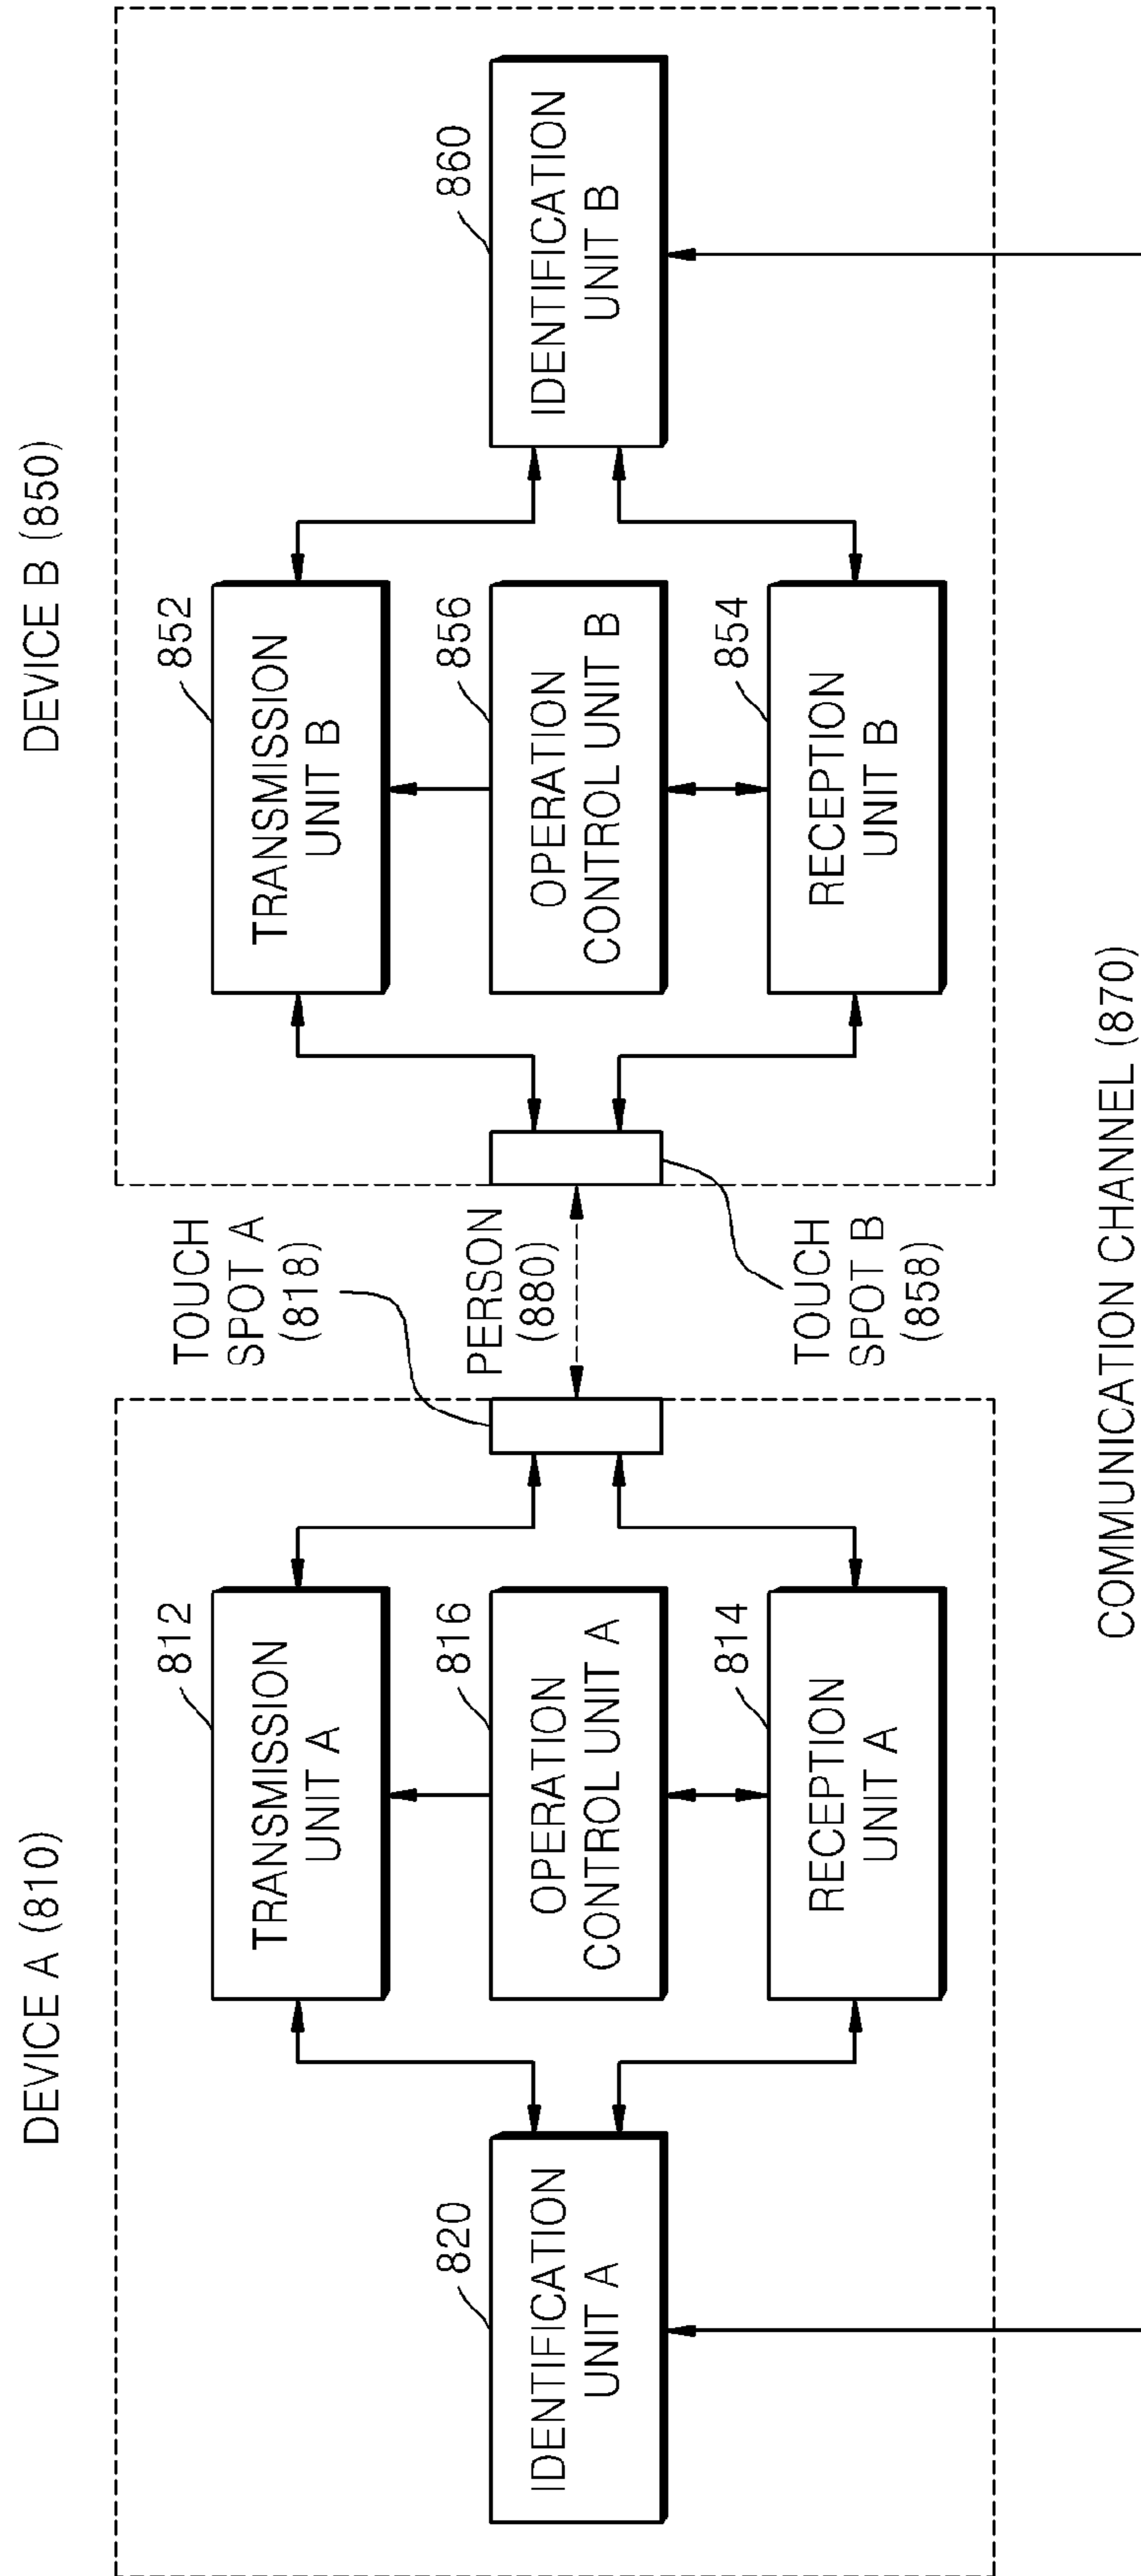 DEVICE A (810)
DEVICE B (850)
812
TRANSMISSION
UNIT A
820
IDENTIFICATION
UNIT A
816
OPERATION
CONTROL UNIT A
814
RECEPTION
UNIT A
TOUCH
SPOT A
(818)
PERSON
(880)
TOUCH
SPOT B
(858)
852
TRANSMISSION
UNIT B
856
OPERATION
CONTROL UNIT B
854
RECEPTION
UNIT B
860
IDENTIFICATION
UNIT B
COMMUNICATION CHANNEL (870)